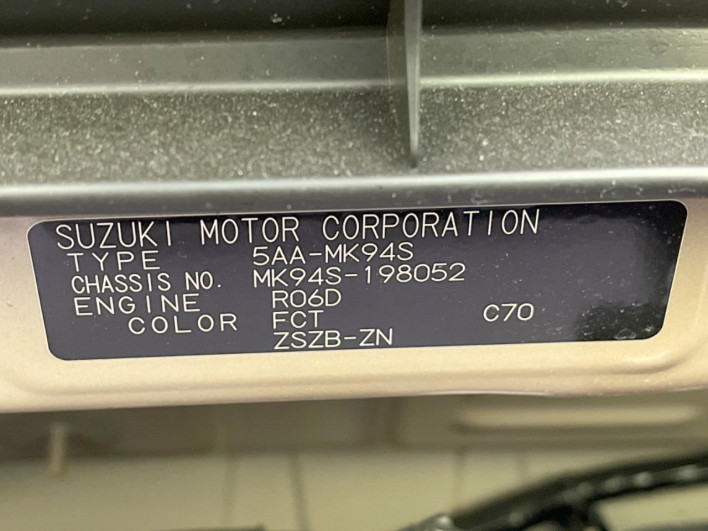 SUZUKI MOTOR CORPORATION
TYPE 5AA-MK94S
CHASSIS NO. MK94S-198052
ENGINE R06D
COLOR FCT C70
ZSZB-ZN